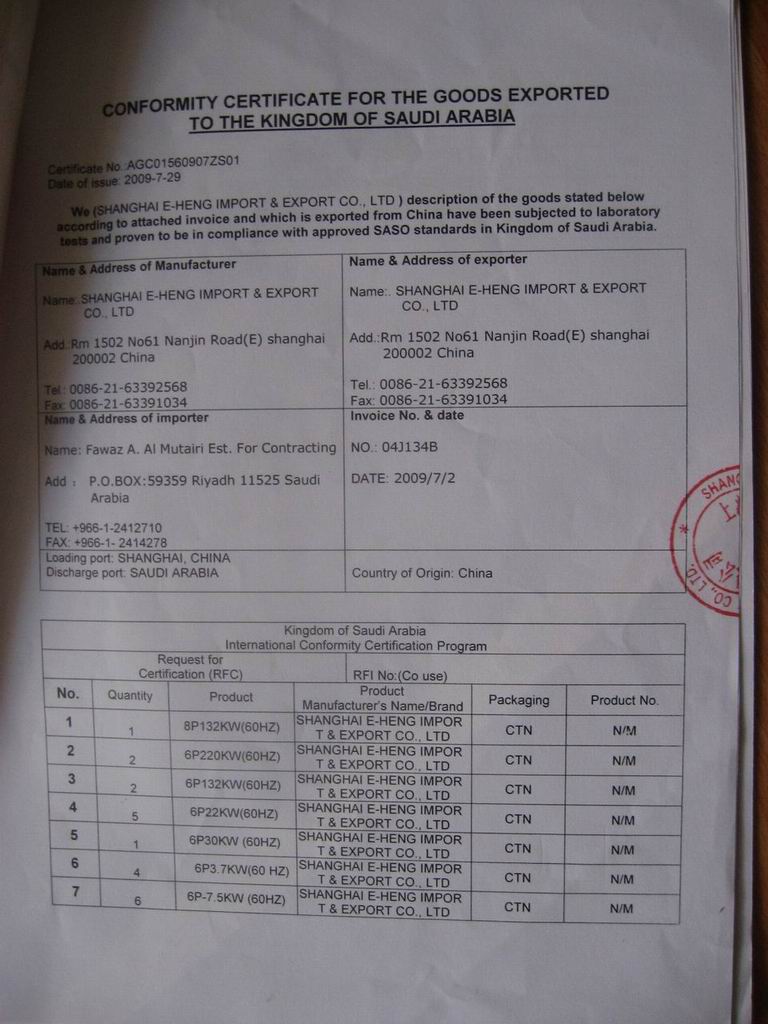 CONFORMITY CERTIFICATE FOR THE GOODS EXPORTED
TO THE KINGDOM OF SAUDI ARABIA
Certificate No.:AGC01560907ZS01
Date of issue: 2009-7-29
We (SHANGHAI E-HENG IMPORT & EXPORT CO., LTD ) description of the goods stated below
according to attached invoice and which is exported from China have been subjected to laboratory
tests and proven to be in compliance with approved SASO standards in Kingdom of Saudi Arabia.
Name & Address of Manufacturer
Name:.SHANGHAI E-HENG IMPORT & EXPORT
CO., LTD
Add.:Rm 1502 No61 Nanjin Road(E) shanghai
200002 China
Tel.: 0086-21-63392568
Fax: 0086-21-63391034
Name & Address of exporter
Name:. SHANGHAI E-HENG IMPORT & EXPORT
CO., LTD
Add.:Rm 1502 No61 Nanjin Road(E) shanghai
200002 China
Tel.: 0086-21-63392568
Fax: 0086-21-63391034
Name & Address of importer
Name: Fawaz A. Al Mutairi Est. For Contracting
Add : P.O.BOX:59359 Riyadh 11525 Saudi
Arabia
TEL: +966-1-2412710
FAX: +966-1- 2414278
Invoice No. & date
NO.: 04J134B
DATE: 2009/7/2
Loading port: SHANGHAI, CHINA
Discharge port: SAUDI ARABIA
Country of Origin: China
SHANG
上
CO., LTD.
Kingdom of Saudi Arabia
International Conformity Certification Program
Request for
Certification (RFC)
RFI No:(Co use)
No. Quantity Product Product
Manufacturer's Name/Brand Packaging Product No.
1 1 8P132KW(60HZ) SHANGHAI E-HENG IMPOR
T & EXPORT CO., LTD CTN N/M
2 2 6P220KW(60HZ) SHANGHAI E-HENG IMPOR
T & EXPORT CO., LTD CTN N/M
3 2 6P132KW(60HZ) SHANGHAI E-HENG IMPOR
T & EXPORT CO., LTD CTN N/M
4 5 6P22KW(60HZ) SHANGHAI E-HENG IMPOR
T & EXPORT CO., LTD CTN N/M
5 1 6P30KW (60HZ) SHANGHAI E-HENG IMPOR
T & EXPORT CO., LTD CTN N/M
6 4 6P3.7KW(60 HZ) SHANGHAI E-HENG IMPOR
T & EXPORT CO., LTD CTN N/M
7 6 6P-7.5KW (60HZ) SHANGHAI E-HENG IMPOR
T & EXPORT CO., LTD CTN N/M